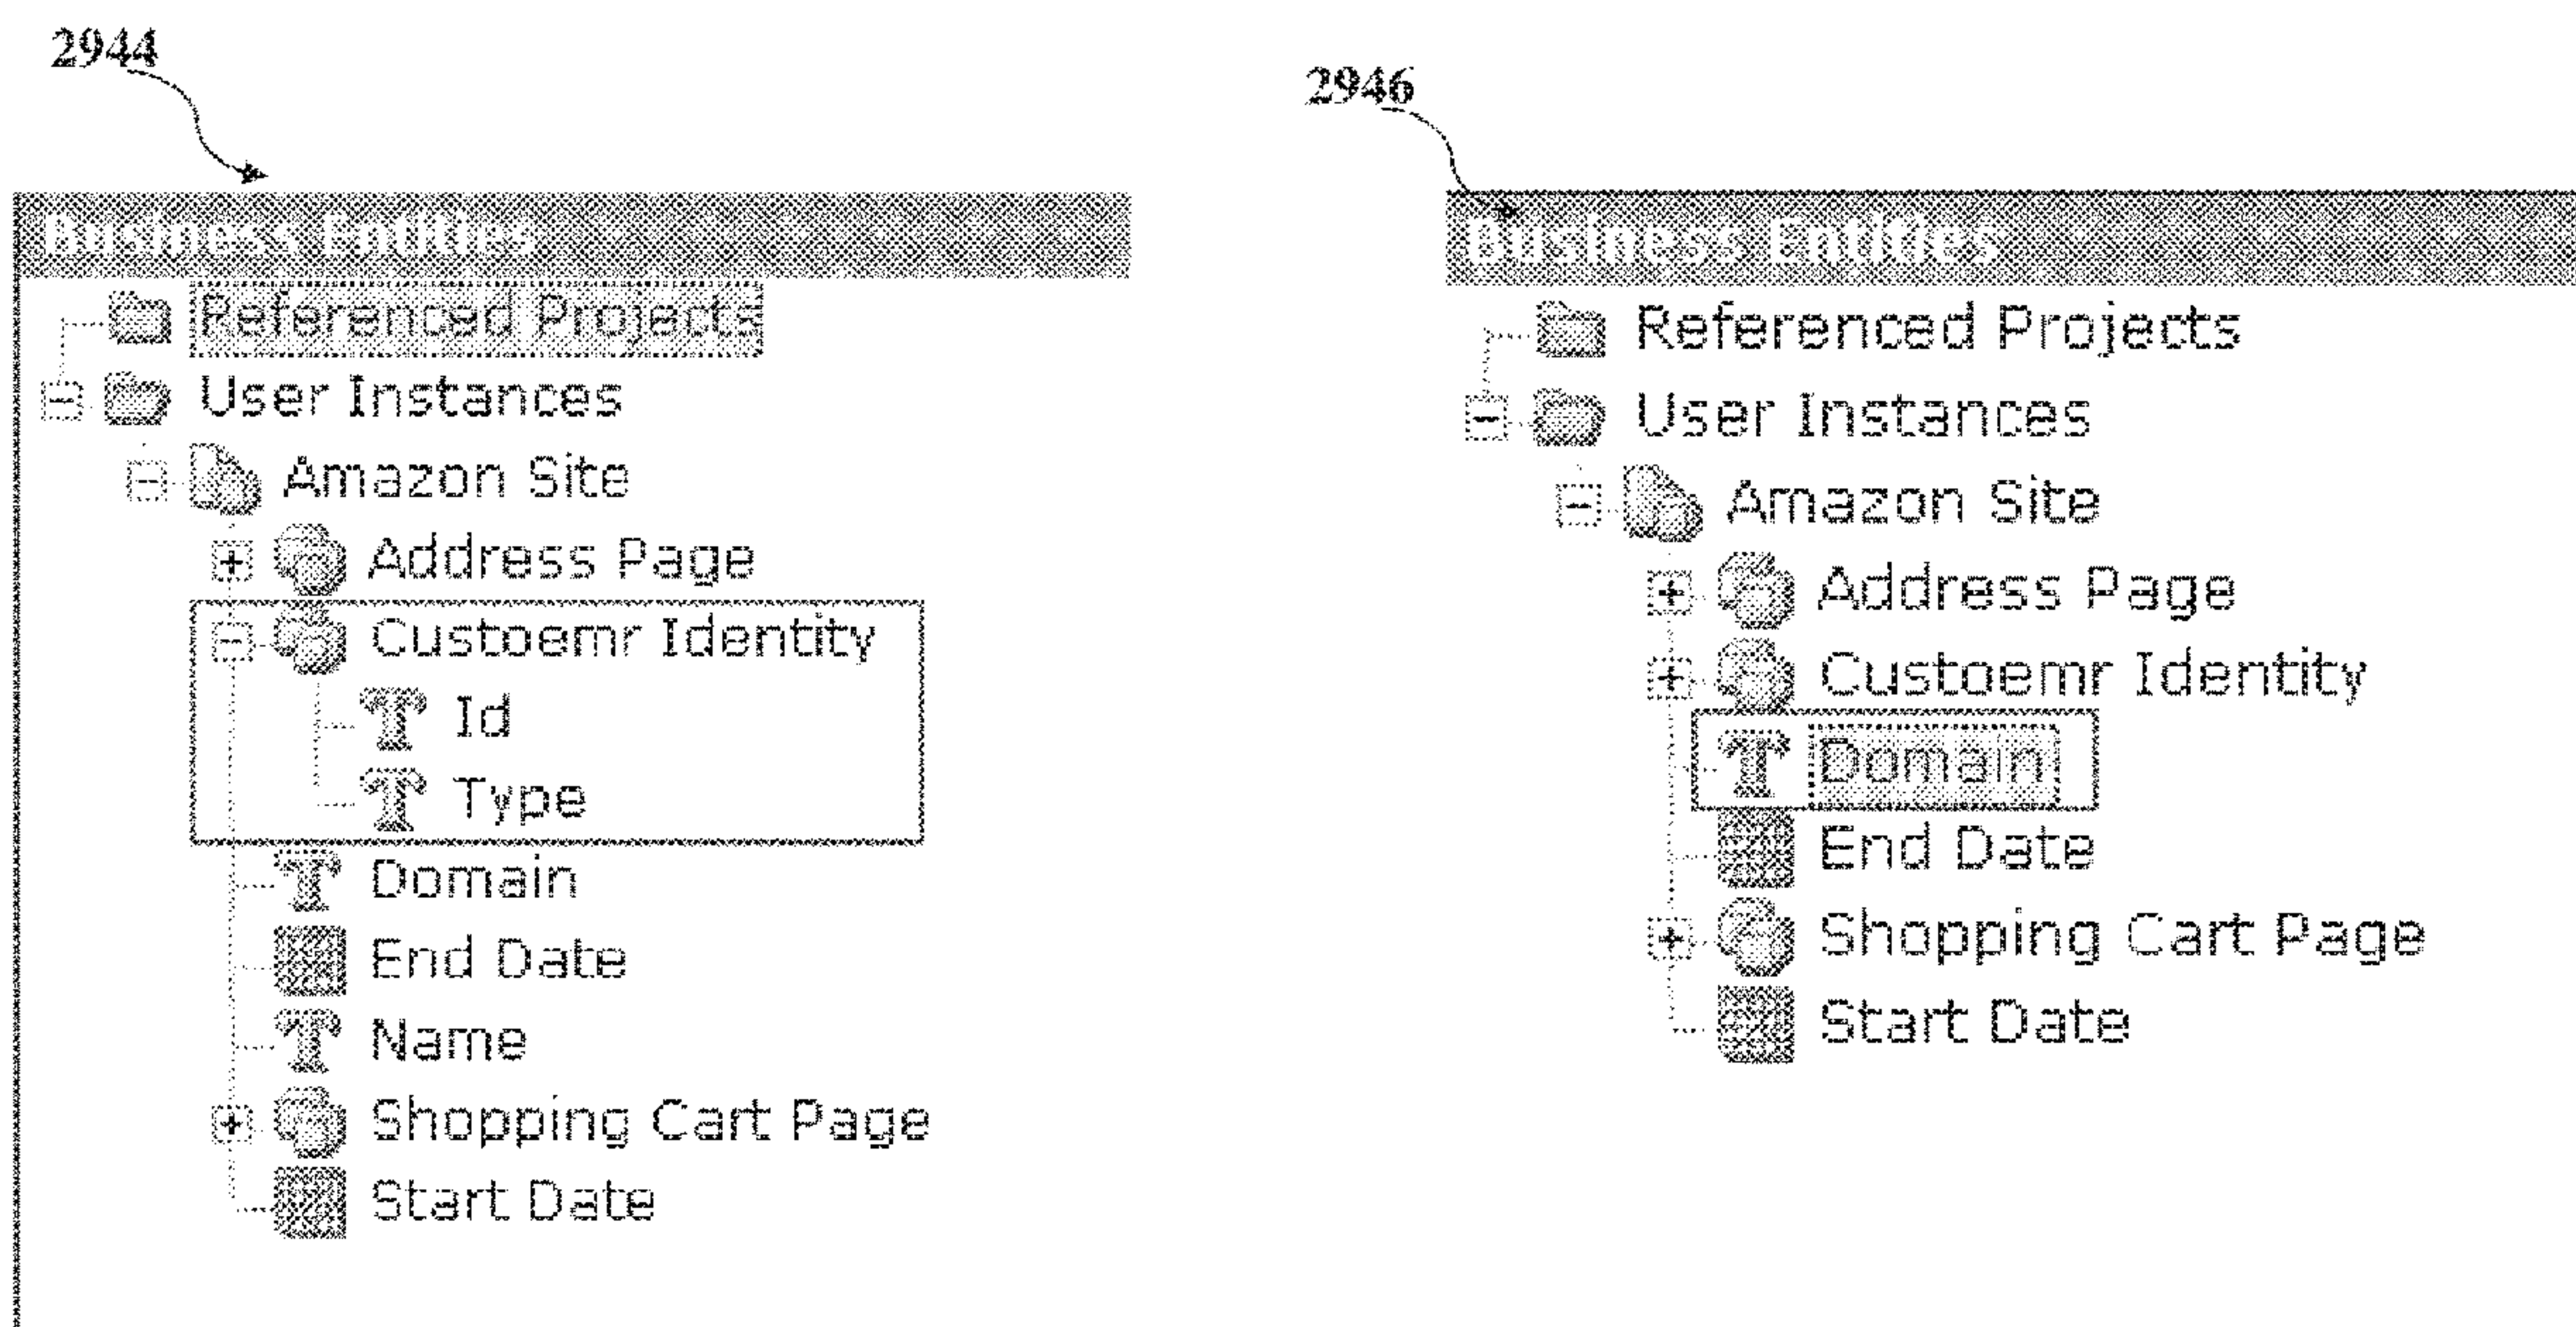 2944
Business Entities
Referenced Projects
User Instances
Amazon Site
Address Page
Custoemr Identity
Id
Type
Domain
End Date
Name
Shopping Cart Page
Start Date
2946
Business Entities
Referenced Projects
User Instances
Amazon Site
Address Page
Custoemr Identity
Domain
End Date
Shopping Cart Page
Start Date